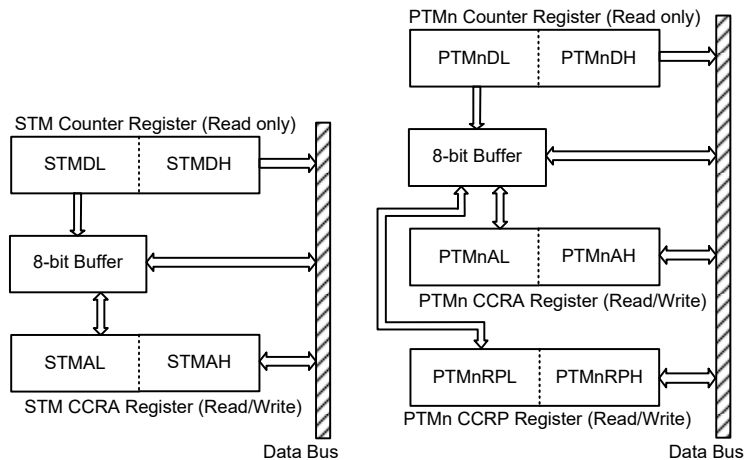 STM Counter Register (Read only)
STMDL
STMDH
8-bit Buffer
STMAL
STMAH
STM CCRA Register (Read/Write)
Data Bus
PTMn Counter Register (Read only)
PTMnDL
PTMnDH
8-bit Buffer
PTMnAL
PTMnAH
PTMn CCRA Register (Read/Write)
PTMnRPL
PTMnRPH
PTMn CCRP Register (Read/Write)
Data Bus